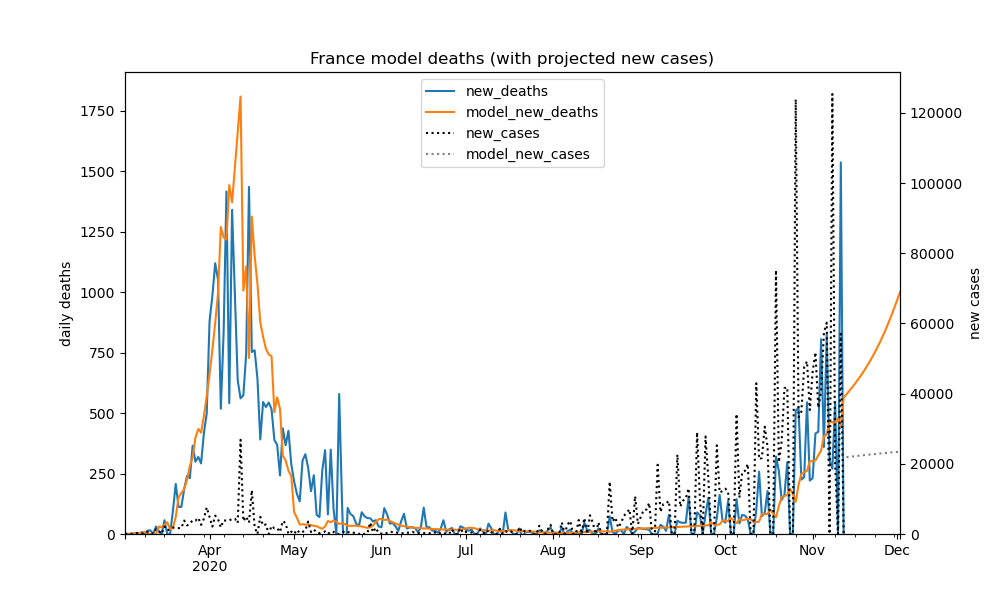 France model deaths (with projected new cases)
new_deaths
model_new_deaths
new_cases
model_new_cases
1750
1500
1250
1000
750
500
250
0
daily deaths
120000
100000
80000
60000
40000
20000
0
new cases
Apr
2020
May
Jun
Jul
Aug
Sep
Oct
Nov
Dec